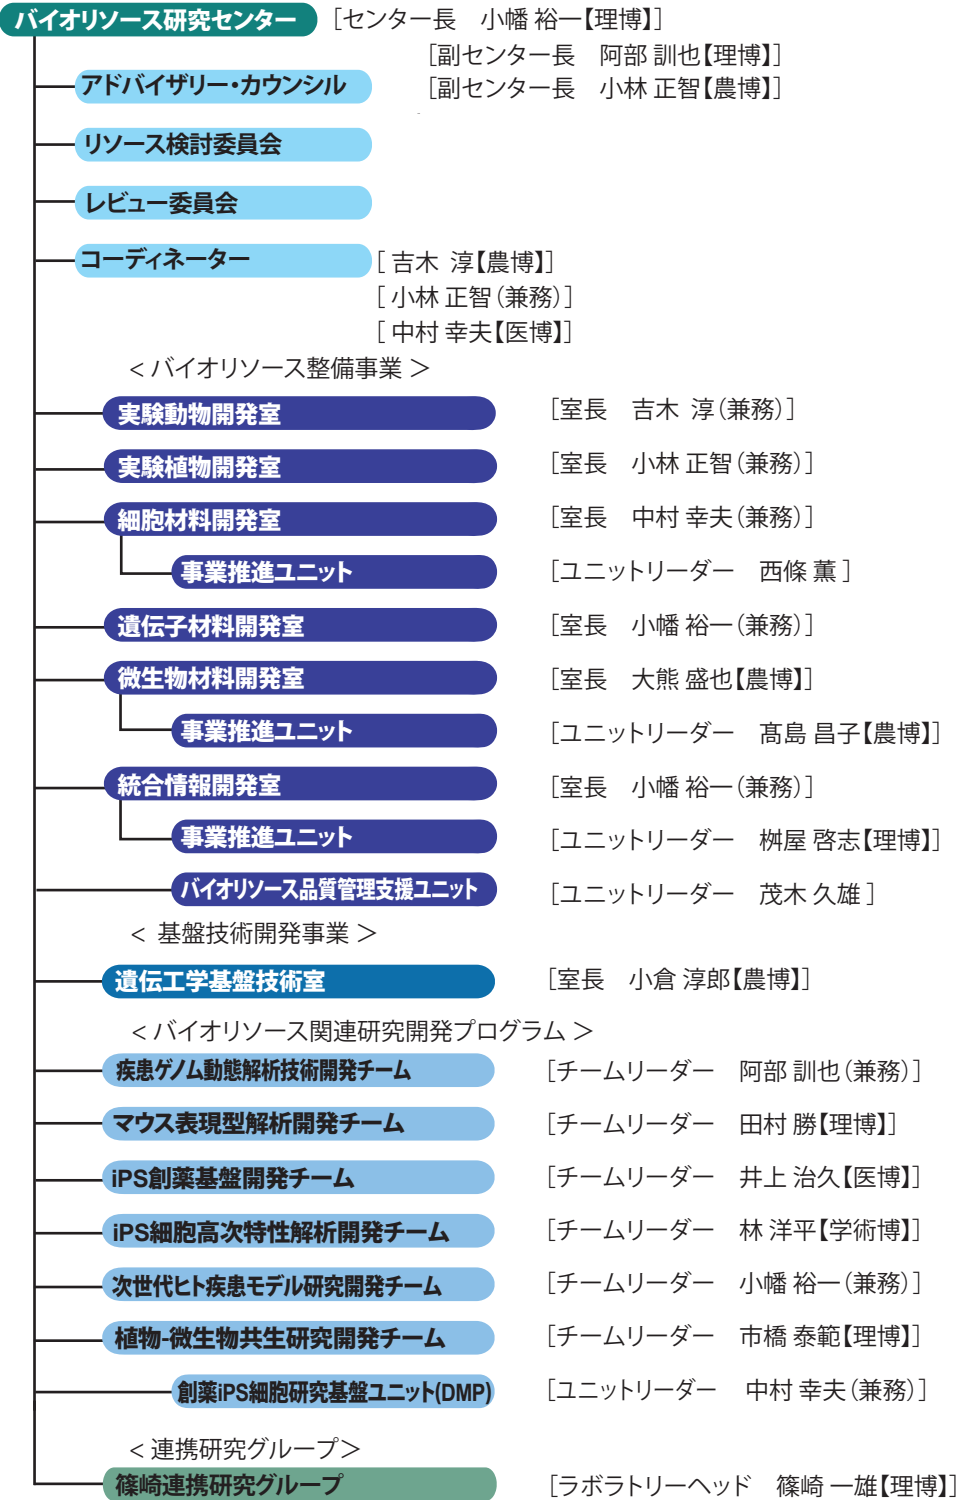 バイオリソース研究センター [センター長 小幡 裕一【理博】]
[副センター長 阿部 訓也【理博】]
アドバイザリー・カウンシル [副センター長 小林 正智【農博】]
リソース検討委員会
レビュー委員会
コーディネーター [ 吉木 淳【農博】]
[ 小林 正智（兼務）]
[ 中村 幸夫【医博】]
< バイオリソース整備事業 >
実験動物開発室 [室長 吉木 淳（兼務）]
実験植物開発室 [室長 小林 正智（兼務）]
細胞材料開発室 [室長 中村 幸夫（兼務）]
事業推進ユニット [ユニットリーダー 西條 薫 ]
遺伝子材料開発室 [室長 小幡 裕一（兼務）]
微生物材料開発室 [室長 大熊 盛也【農博】]
事業推進ユニット [ユニットリーダー 髙島 昌子【農博】]
統合情報開発室 [室長 小幡 裕一（兼務）]
事業推進ユニット [ユニットリーダー 桝屋 啓志【理博】]
バイオリソース品質管理支援ユニット [ユニットリーダー 茂木 久雄 ]
< 基盤技術開発事業 >
遺伝工学基盤技術室 [室長 小倉 淳郎【農博】]
< バイオリソース関連研究開発プログラム >
疾患ゲノム動態解析技術開発チーム [チームリーダー 阿部 訓也（兼務）]
マウス表現型解析開発チーム [チームリーダー 田村 勝【理博】]
iPS創薬基盤開発チーム [チームリーダー 井上 治久【医博】]
iPS細胞高次特性解析開発チーム [チームリーダー 林 洋平【学術博】]
次世代ヒト疾患モデル研究開発チーム [チームリーダー 小幡 裕一（兼務）]
植物-微生物共生研究開発チーム [チームリーダー 市橋 泰範【理博】]
創薬iPS細胞研究基盤ユニット(DMP) [ユニットリーダー 中村 幸夫（兼務）]
< 連携研究グループ>
篠崎連携研究グループ [ラボラトリーヘッド 篠崎 一雄【理博】]